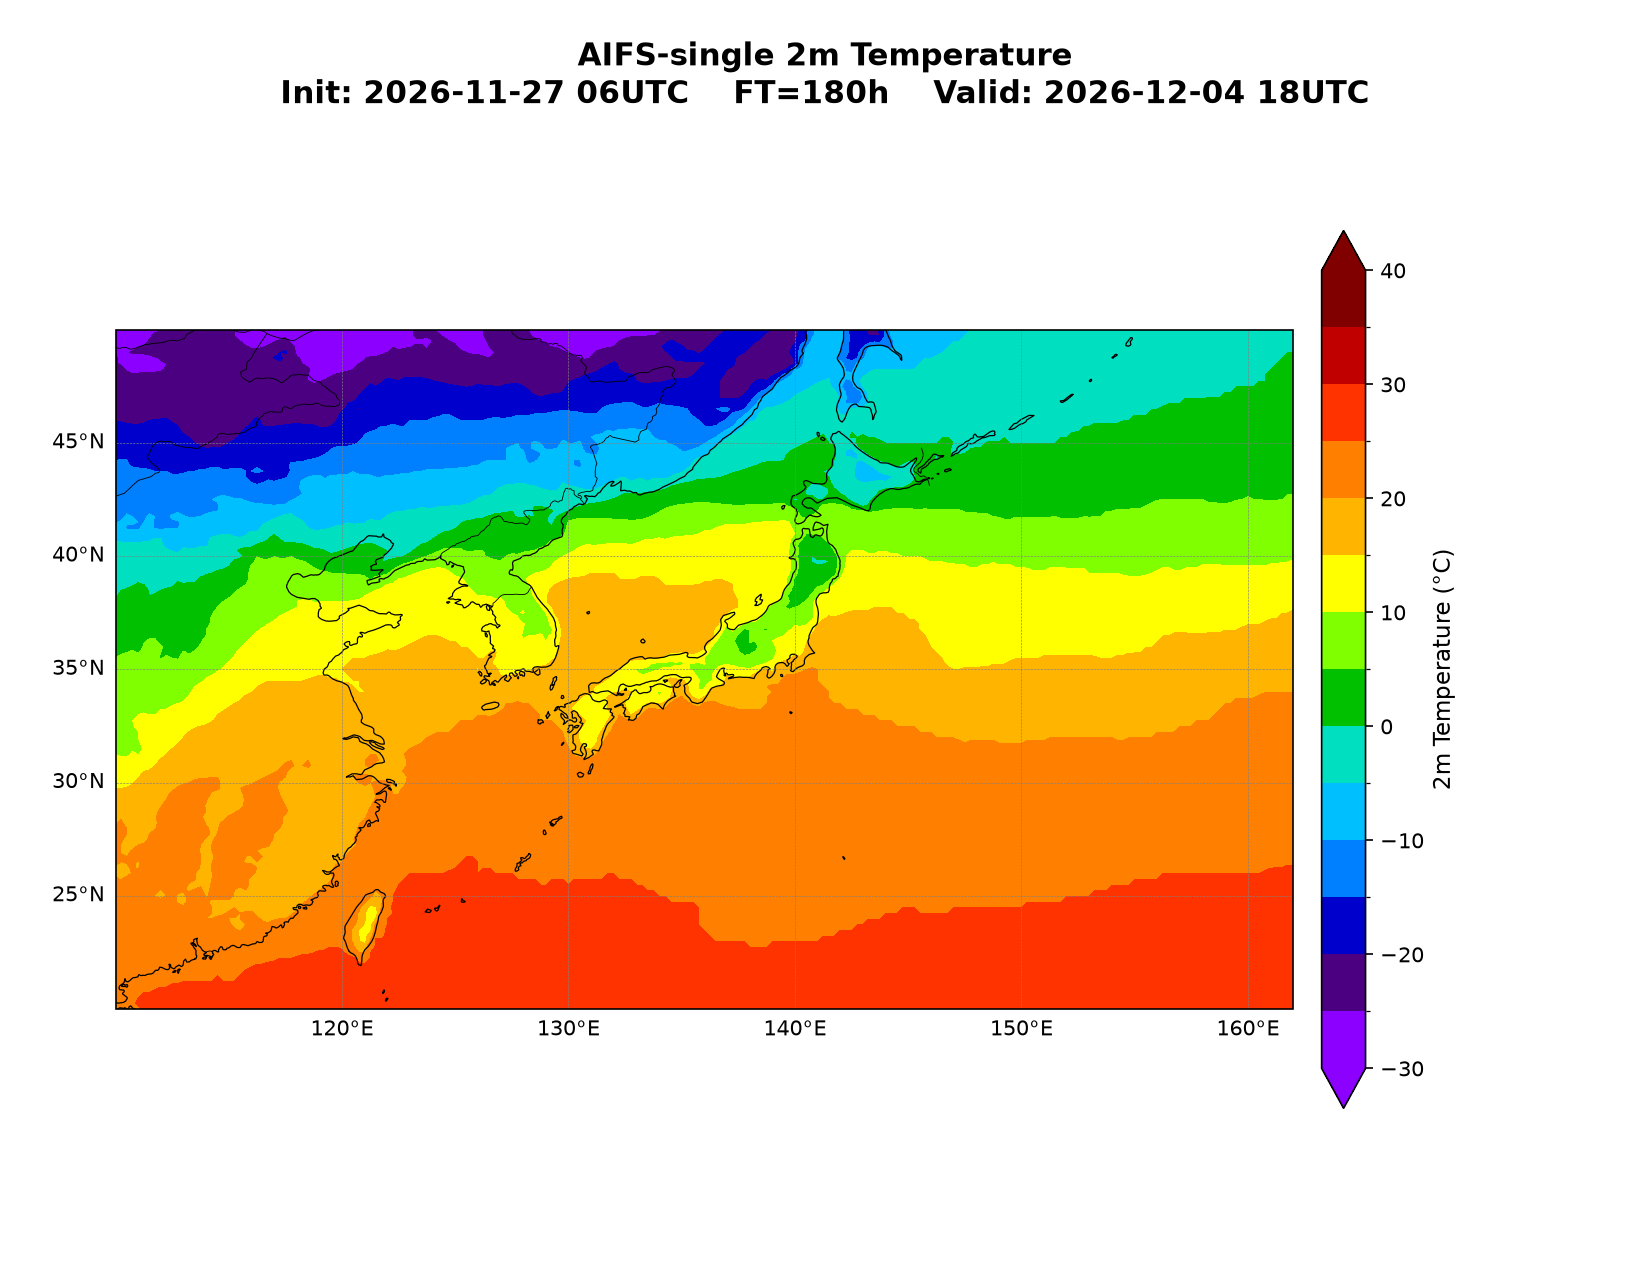 AIFS-single 2m Temperature
Init: 2026-11-27 06UTC    FT=180h    Valid: 2026-12-04 18UTC
45°N
40°N
35°N
30°N
25°N
120°E
130°E
140°E
150°E
160°E
40
30
20
10
0
−10
−20
−30
2m Temperature (°C)